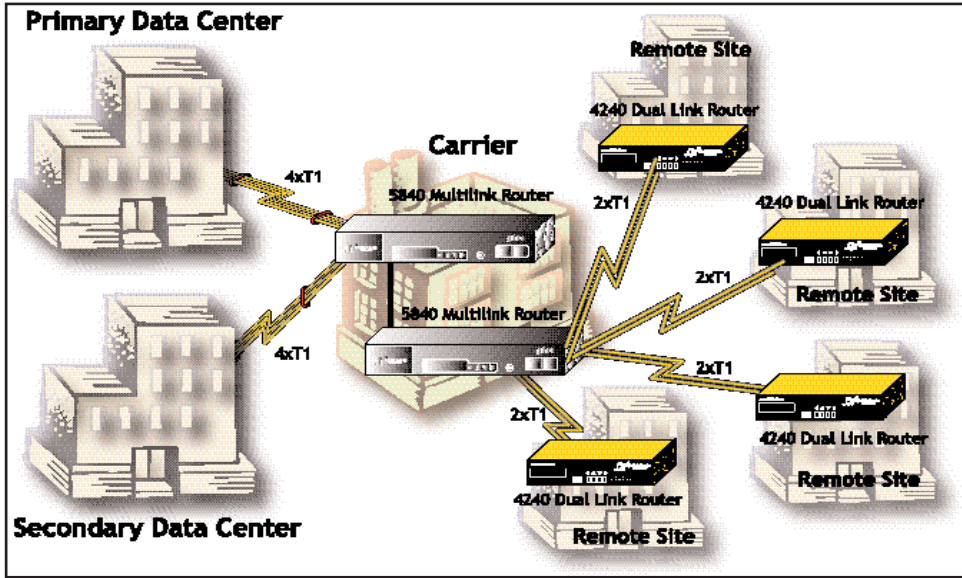 Primary Data Center
Remote Site
4240 Dual Link Router
Carrier
4xT1
5840 Multilink Router
2xT1
4240 Dual Link Router
2xT1
Remote Site
5840 Multilink Router
4xT1
2xT1
2xT1
4240 Dual Link Router
Remote Site
4240 Dual Link Router
Secondary Data Center
Remote Site